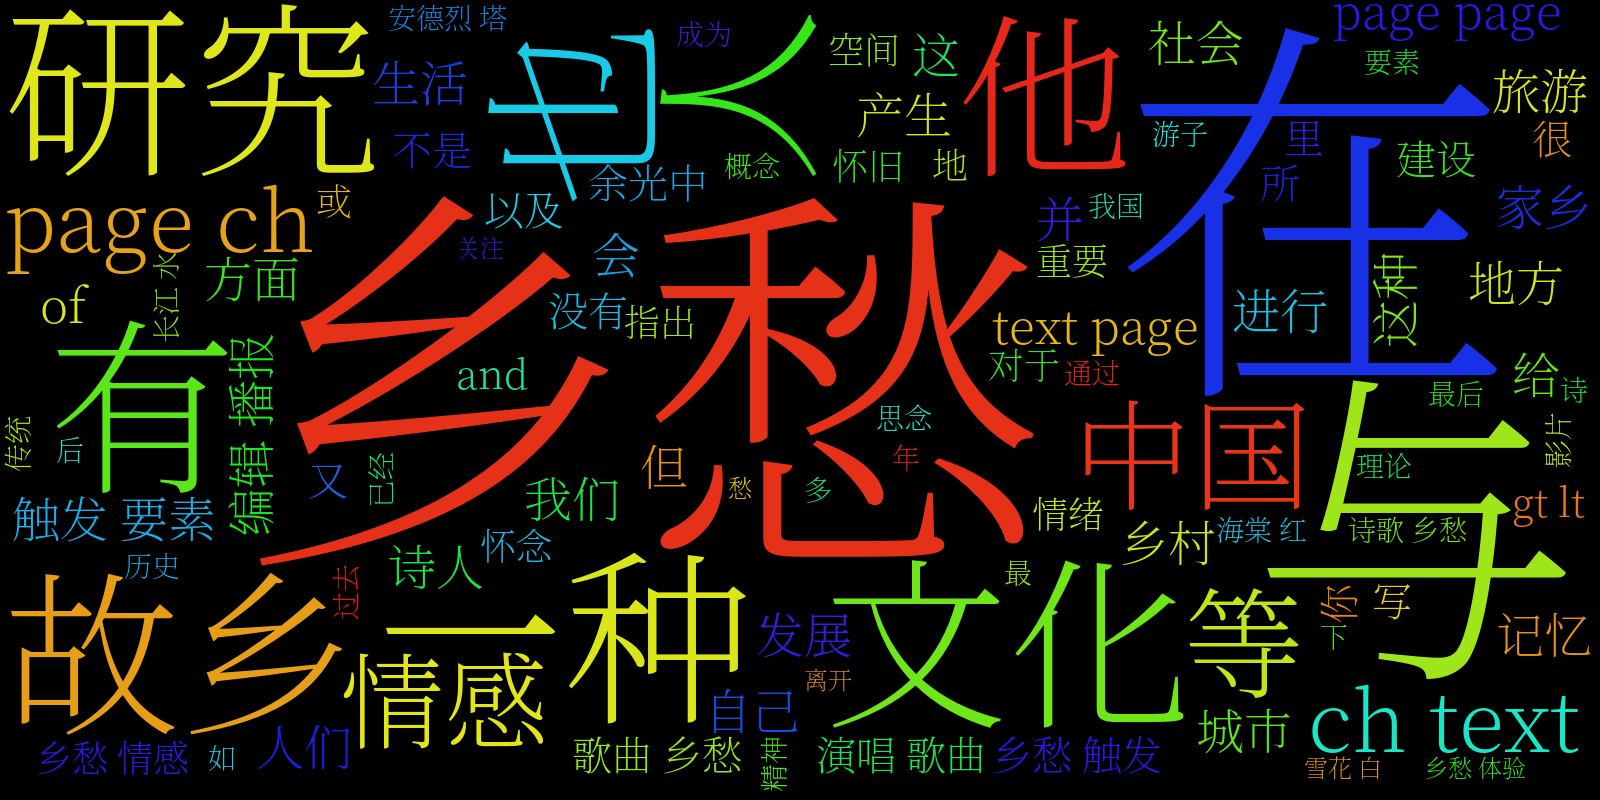 研究
安德烈 塔
成为
空间
这
他
社会
page page
要素
旅游
很
生活
与
人
产生
在
游子
里
建设
不是
概念
怀旧
地
所
家乡
page ch
或
余光中
以及
乡愁
并
我国
关注
会
重要
地方
方面
长江 水
of
没有
指出
text page
进行
这种
有
编辑 播报
and
对于
通过
给
诗
最后
传统
后
又
已经
思念
年
中国
与
影片
理论
触发 要素
我们
但
愁
多
情绪
乡村
海棠 红
诗歌 乡愁
gt lt
历史
诗人
怀念
最
故乡
过去
一种
情感
发展
文化
等
你
下
写
记忆
离开
自己
ch text
乡愁 情感
如
人们
歌曲 乡愁
精神
演唱 歌曲
乡愁 触发
城市
雪花 白
乡愁 体验